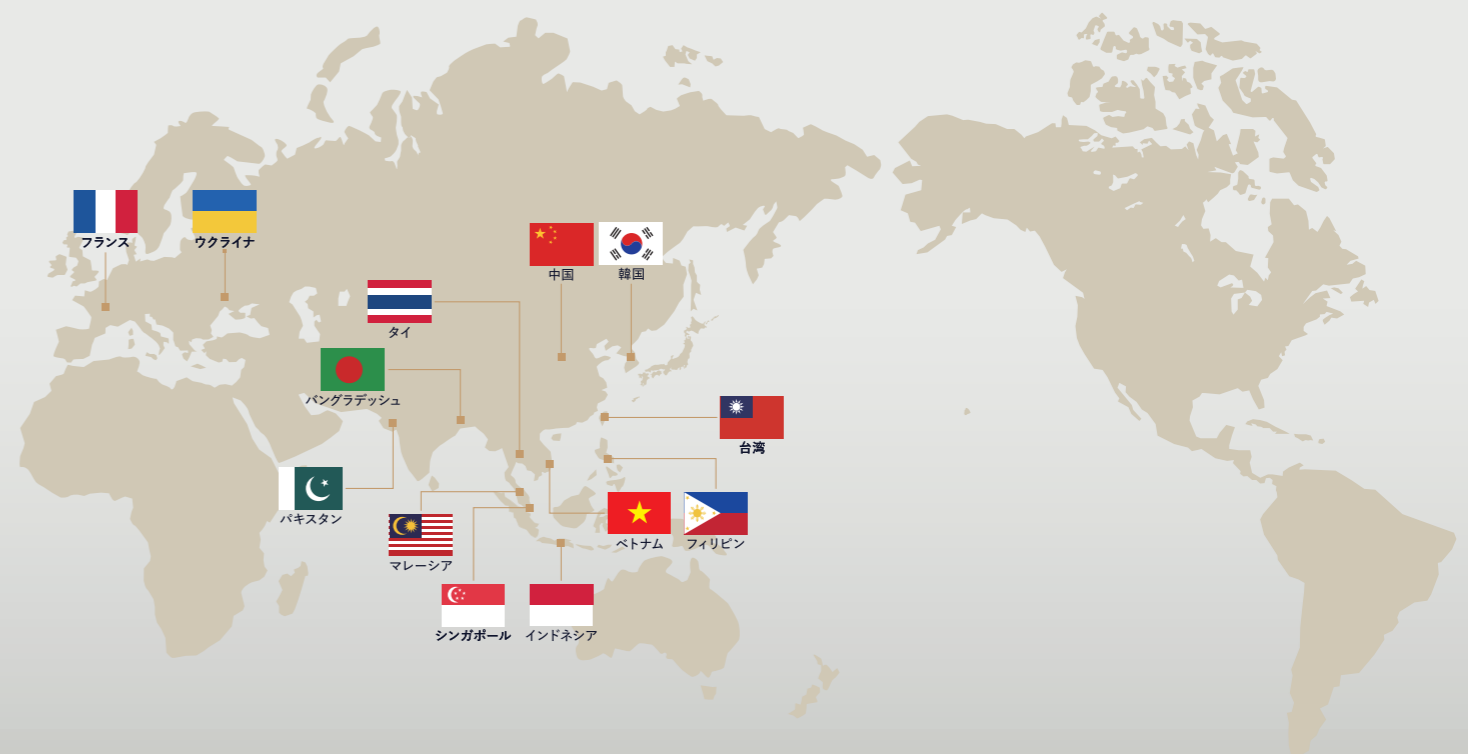 フランス
ウクライナ
中国
韓国
タイ
バングラデッシュ
台湾
パキスタン
ベトナム
フィリピン
マレーシア
シンガポール
インドネシア